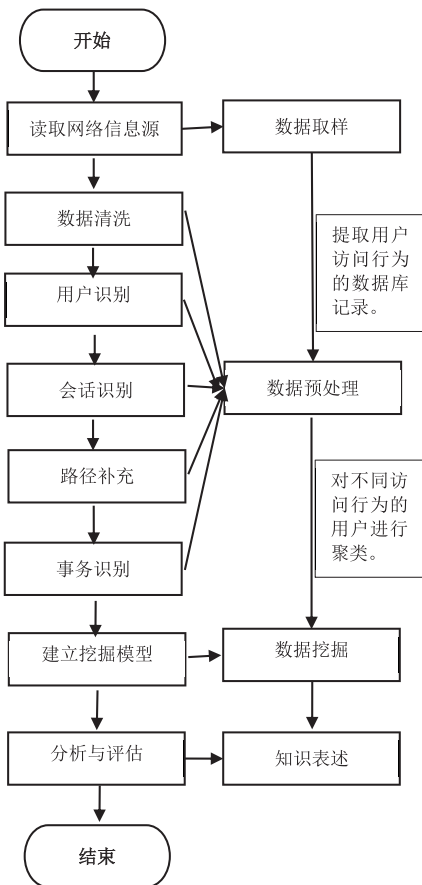 开始
读取网络信息源
数据取样
数据清洗
提取用户
访问行为
的数据库
记录。
用户识别
会话识别
数据预处理
路径补充
对不同访
问行为的
用户进行
聚类。
事务识别
建立挖掘模型
数据挖掘
分析与评估
知识表述
结束